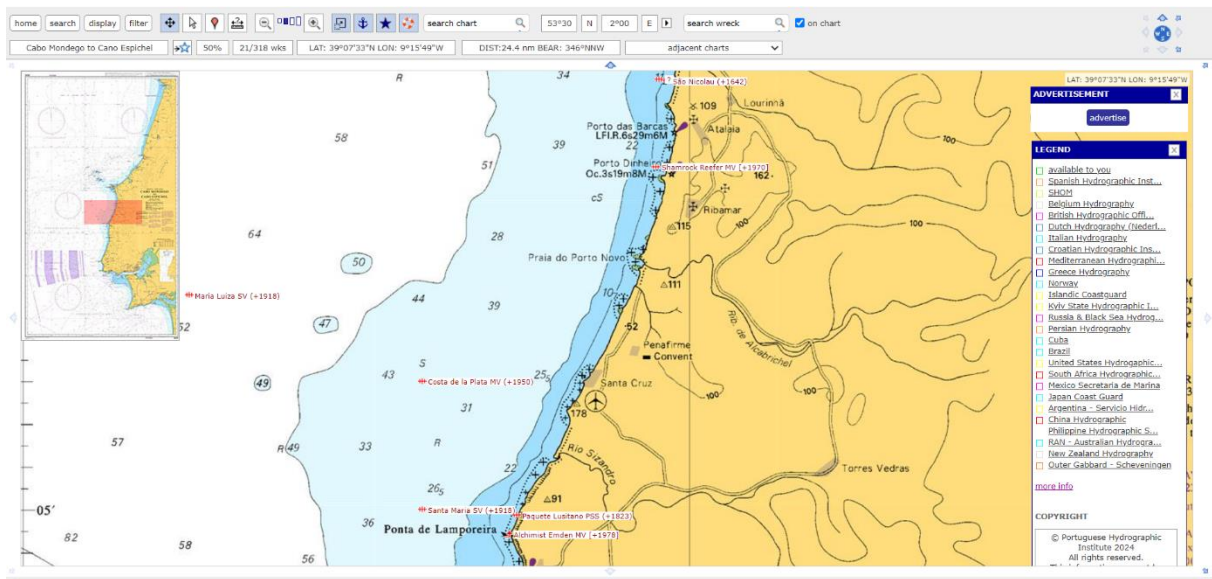 home search display filter search chart 53°30 N 2°00 E search wreck on chart
Cabo Mondego to Cano Espichel 50% 21/318 wks LAT: 39°07'33"N LON: 9°15'49"W DIST:24.4 nm BEAR: 346°NNW adjacent charts
LAT: 39°07'33"N LON: 9°15'49"W
ADVERTISEMENT
advertise
LEGEND
available to you
Spanish Hydrographic Inst...
SHOM
Belgium Hydrography
British Hydrographic Offi...
Dutch Hydrography (Nederl...
Italian Hydrography
Croatian Hydrographic Ins...
Mediterranean Hydrographi...
Greece Hydrography
Norway
Islandic Coastguard
Kyiv State Hydrographic I...
Russia & Black Sea Hydrog...
Persian Hydrography
Cuba
Brazil
United States Hydrogaphic...
South Africa Hydrographic...
Mexico Secretaria de Marina
Japan Coast Guard
Argentina - Servicio Hidr...
China Hydrographic
Philippine Hydrographic S...
RAN - Australian Hydrogra...
New Zealand Hydrography
Outer Gabbard - Scheveningen
more info
COPYRIGHT
© Portuguese Hydrographic
Institute 2024
All rights reserved.
R
34
? São Nicolau (+1642)
109
Lourinhã
Porto das Barcas
LFl.R.6s29m6M
Atalaia
100
58
39
22
51
Porto Dinheiro
Oc.3s19m8M
Shamrock Reefer MV [+1970]
162
cS
Ribamar
115
100
100
64
28
Praia do Porto Novo
50
111
Maria Luiza SV (+1918)
44
39
10
52
47
52
Rib. de Alcabrichel
Penafirme
Convent
S
43
Costa de la Plata MV (+1950)
25₅
Santa Cruz
49
100
100
31
178
57
R
49
33
R
Rio Sizandro
22
Torres Vedras
26₅
91
05'
Santa Maria SV (+1918)
Paquete Lusitano PSS (+1823)
36
Ponta de Lamporeira
Alchimist Emden MV [+1978]
82
58
56